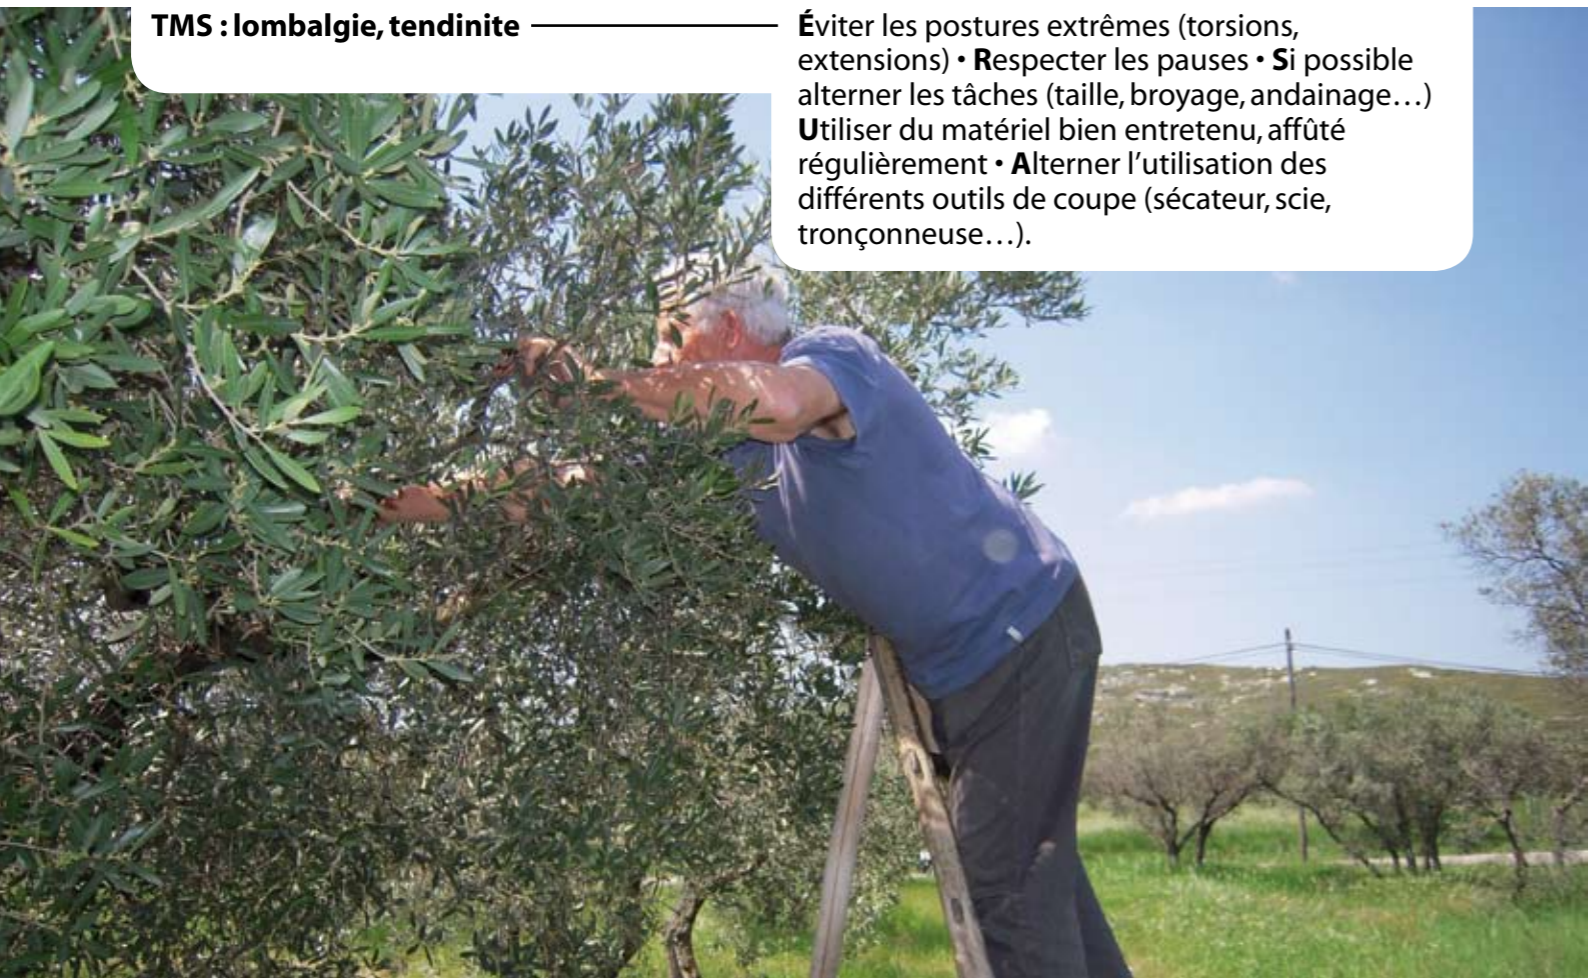 TMS : lombalgie, tendinite
Éviter les postures extrêmes (torsions,
extensions) • Respecter les pauses • Si possible
alterner les tâches (taille, broyage, andainage…)
Utiliser du matériel bien entretenu, affûté
régulièrement • Alterner l’utilisation des
différents outils de coupe (sécateur, scie,
tronçonneuse…).